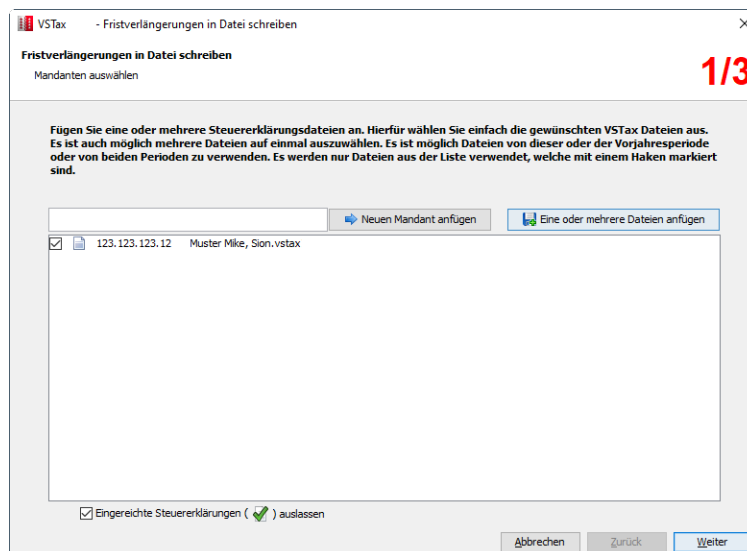 VSTax - Fristverlängerungen in Datei schreiben
Fristverlängerungen in Datei schreiben
Mandanten auswählen
1/3
Fügen Sie eine oder mehrere Steuererklärungsdateien an. Hierfür wählen Sie einfach die gewünschten VSTax Dateien aus.
Es ist auch möglich mehrere Dateien auf einmal auszuwählen. Es ist möglich Dateien von dieser oder der Vorjahresperiode
oder von beiden Perioden zu verwenden. Es werden nur Dateien aus der Liste verwendet, welche mit einem Haken markiert
sind.
Neuen Mandant anfügen
Eine oder mehrere Dateien anfügen
123.123.123.12 Muster Mike, Sion.vstax
Eingereichte Steuererklärungen ( ) auslassen
Abbrechen
Zurück
Weiter